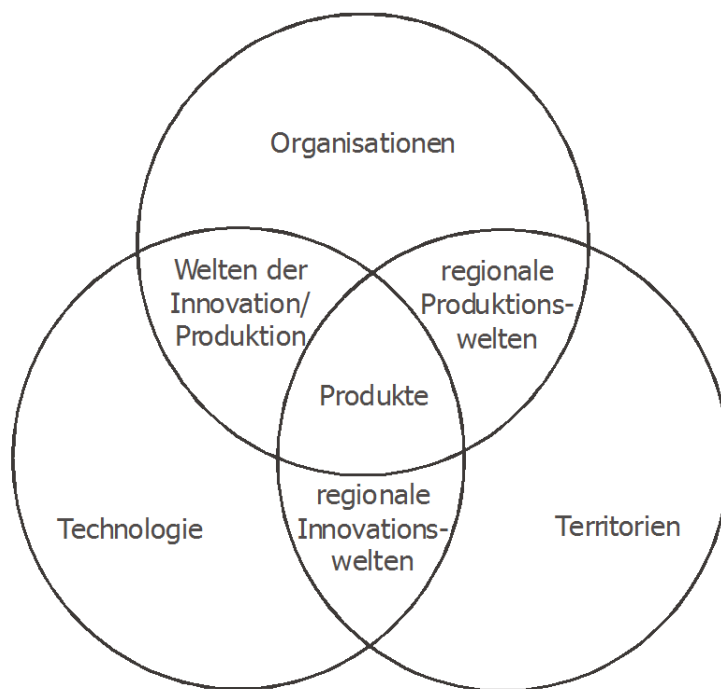 Organisationen
Welten der
Innovation/
Produktion
regionale
Produktions-
welten
Produkte
Technologie
regionale
Innovations-
welten
Territorien